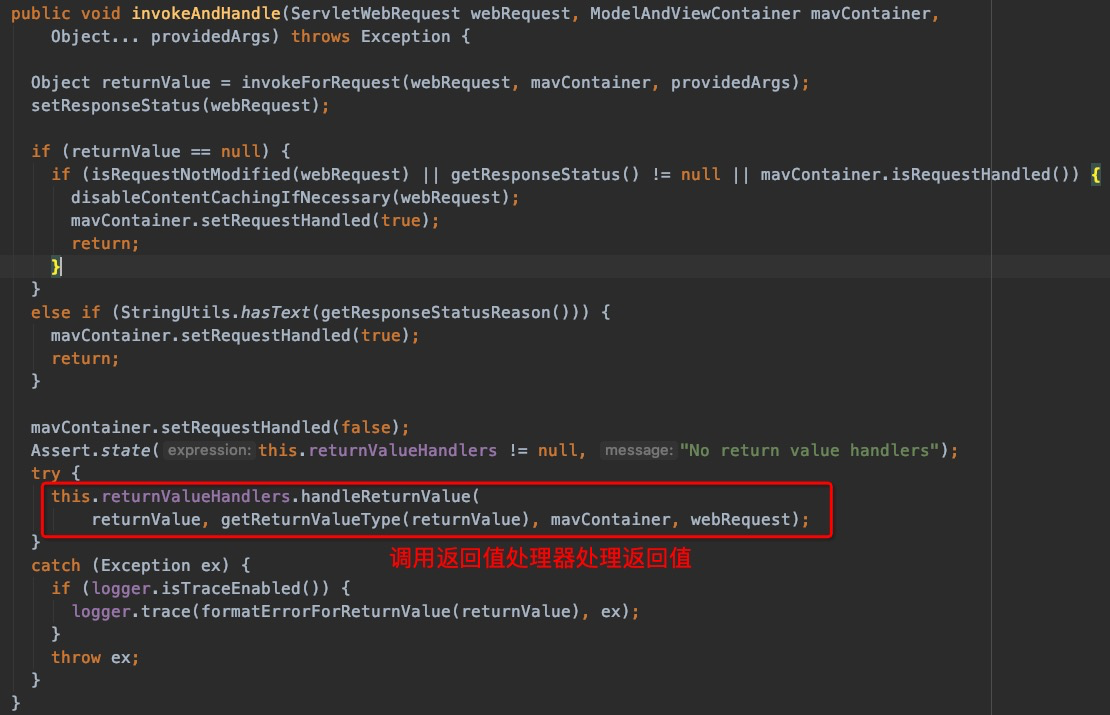 public void invokeAndHandle(ServletWebRequest webRequest, ModelAndViewContainer mavContainer,
Object... providedArgs) throws Exception {
Object returnValue = invokeForRequest(webRequest, mavContainer, providedArgs);
setResponseStatus(webRequest);
if (returnValue == null) {
if (isRequestNotModified(webRequest) || getResponseStatus() != null || mavContainer.isRequestHandled()) {
disableContentCachingIfNecessary(webRequest);
mavContainer.setRequestHandled(true);
return;
}
}
else if (StringUtils.hasText(getResponseStatusReason())) {
mavContainer.setRequestHandled(true);
return;
}
mavContainer.setRequestHandled(false);
Assert.state( expression: this.returnValueHandlers != null, message: "No return value handlers");
try {
this.returnValueHandlers.handleReturnValue(
returnValue, getReturnValueType(returnValue), mavContainer, webRequest);
}
调用返回值处理器处理返回值
catch (Exception ex) {
if (logger.isTraceEnabled()) {
logger.trace(formatErrorForReturnValue(returnValue), ex);
}
throw ex;
}
}